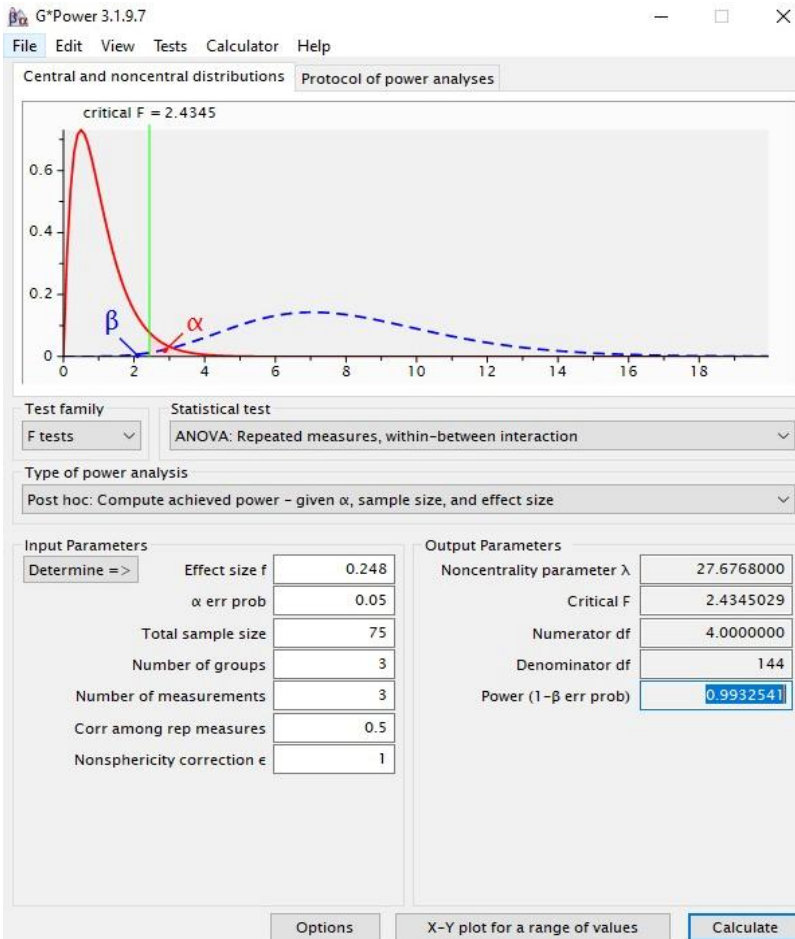 G*Power 3.1.9.7
File Edit View Tests Calculator Help
Central and noncentral distributions Protocol of power analyses
critical F = 2.4345
0.6
0.4
0.2
β α
0
0 2 4 6 8 10 12 14 16 18
Test family Statistical test
F tests ANOVA: Repeated measures, within-between interaction
Type of power analysis
Post hoc: Compute achieved power - given α, sample size, and effect size
Input Parameters Output Parameters
Determine => Effect size f 0.248 Noncentrality parameter λ 27.6768000
α err prob 0.05 Critical F 2.4345029
Total sample size 75 Numerator df 4.0000000
Number of groups 3 Denominator df 144
Number of measurements 3 Power (1-β err prob) 0.9932541
Corr among rep measures 0.5
Nonsphericity correction ϵ 1
Options X-Y plot for a range of values Calculate